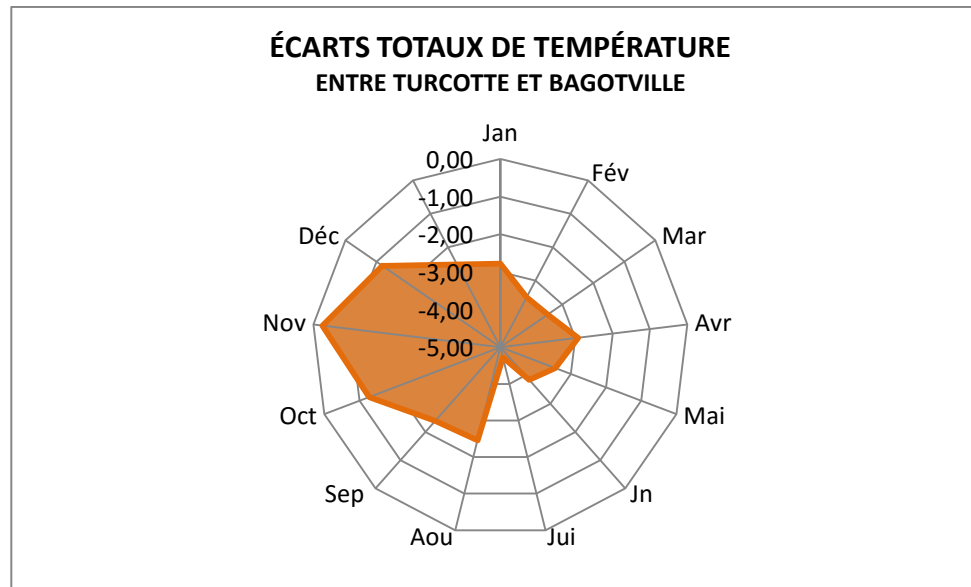 ÉCARTS TOTAUX DE TEMPÉRATURE
ENTRE TURCOTTE ET BAGOTVILLE
Jan
0,00
Fév
-1,00
Déc
-2,00
Mar
-3,00
Nov
Avr
-4,00
-5,00
Oct
Mai
Sep
Jn
Aou
Jui